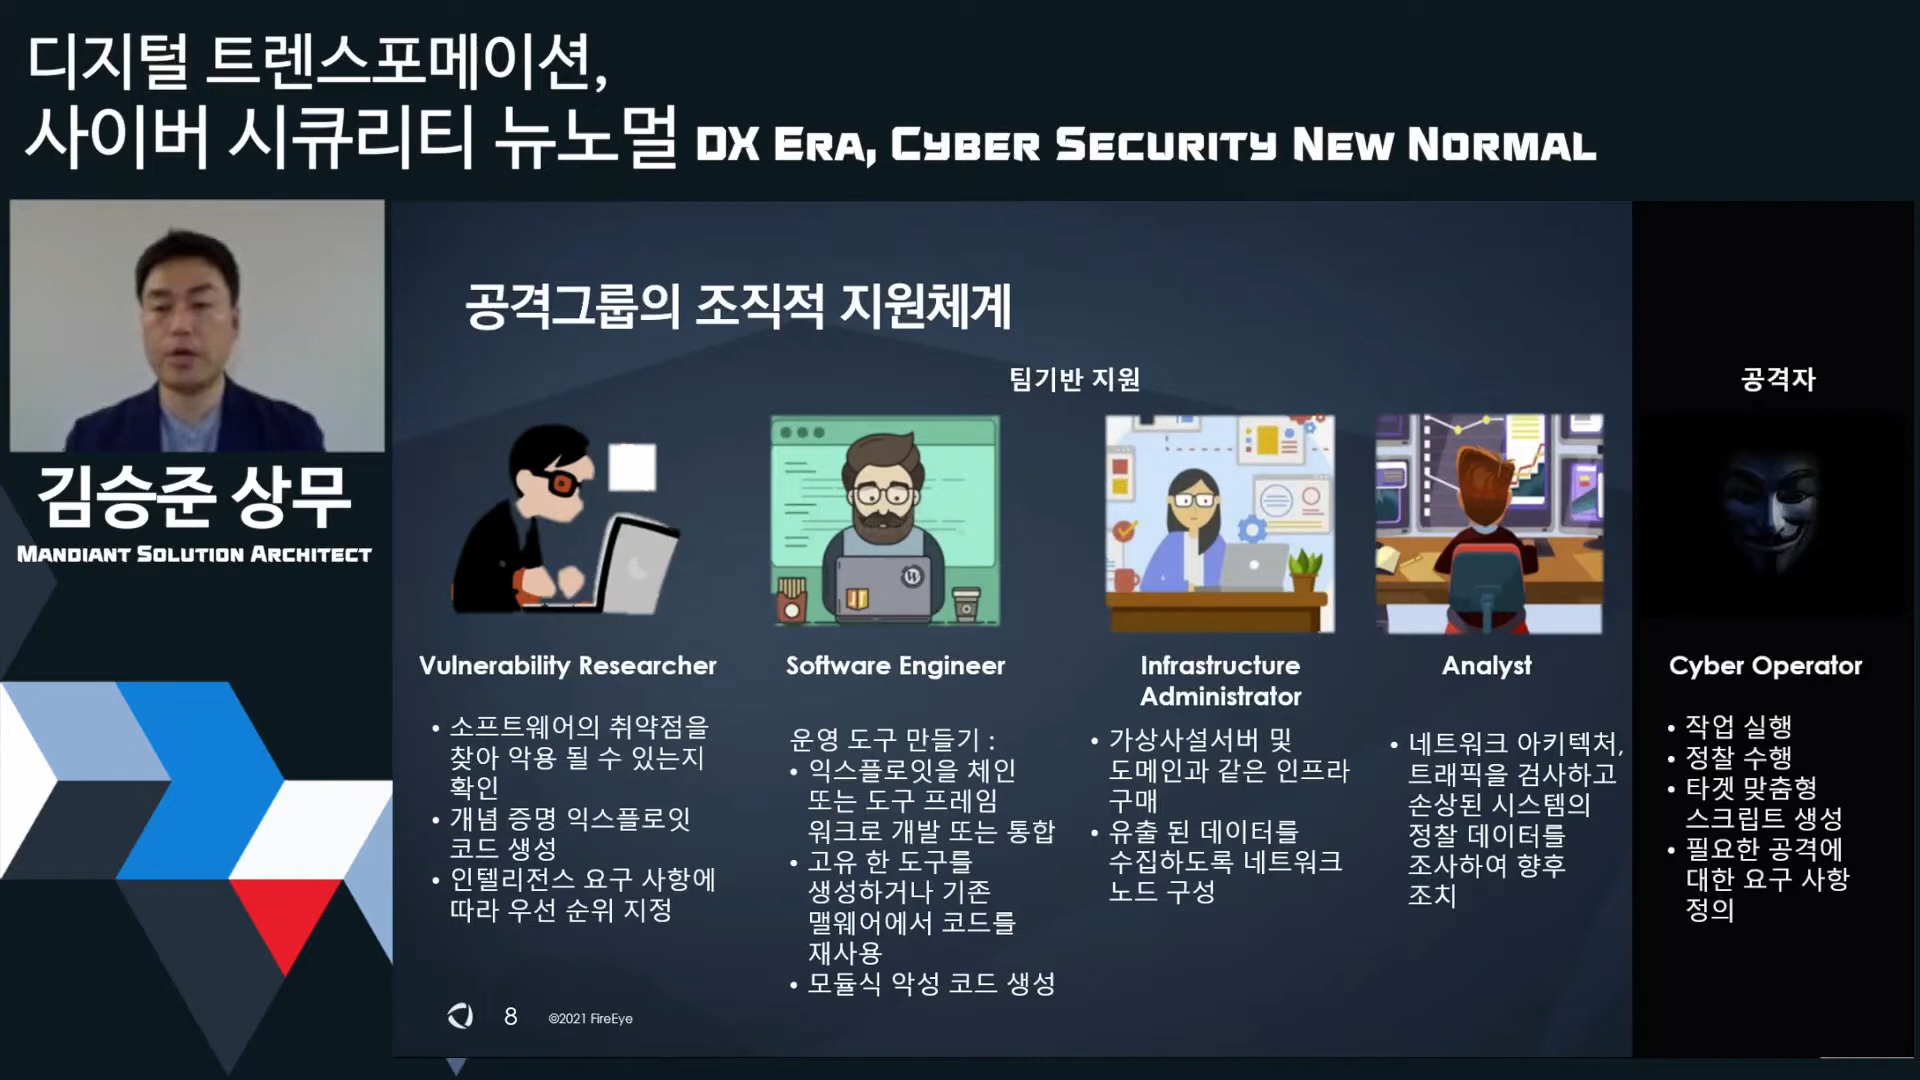 디지털 트렌스포메이션,
사이버 시큐리티 뉴노멀 DX Era, Cyber Security New Normal
김승준 상무
Mandiant Solution Architect
공격그룹의 조직적 지원체계
팀기반 지원
공격자
Vulnerability Researcher
• 소프트웨어의 취약점을
찾아 악용 될 수 있는지
확인
• 개념 증명 익스플로잇
코드 생성
• 인텔리전스 요구 사항에
따라 우선 순위 지정
Software Engineer
운영 도구 만들기 :
• 익스플로잇을 체인
또는 도구 프레임
워크로 개발 또는 통합
• 고유 한 도구를
생성하거나 기존
맬웨어에서 코드를
재사용
• 모듈식 악성 코드 생성
Infrastructure
Administrator
• 가상사설서버 및
도메인과 같은 인프라
구매
• 유출 된 데이터를
수집하도록 네트워크
노드 구성
Analyst
• 네트워크 아키텍처,
트래픽을 검사하고
손상된 시스템의
정찰 데이터를
조사하여 향후
조치
Cyber Operator
• 작업 실행
• 정찰 수행
• 타겟 맞춤형
스크립트 생성
• 필요한 공격에
대한 요구 사항
정의
8
©2021 FireEye